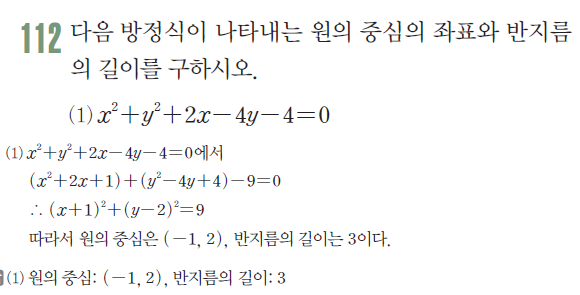 112 다음 방정식이 나타내는 원의 중심의 좌표와 반지름
의 길이를 구하시오.
(1) x²+y²+2x-4y-4=0
(1) x²+y²+2x-4y-4=0에서
(x²+2x+1)+(y²-4y+4)-9=0
∴ (x+1)²+(y-2)²=9
따라서 원의 중심은 (-1, 2), 반지름의 길이는 3이다.
(1) 원의 중심: (-1, 2), 반지름의 길이: 3